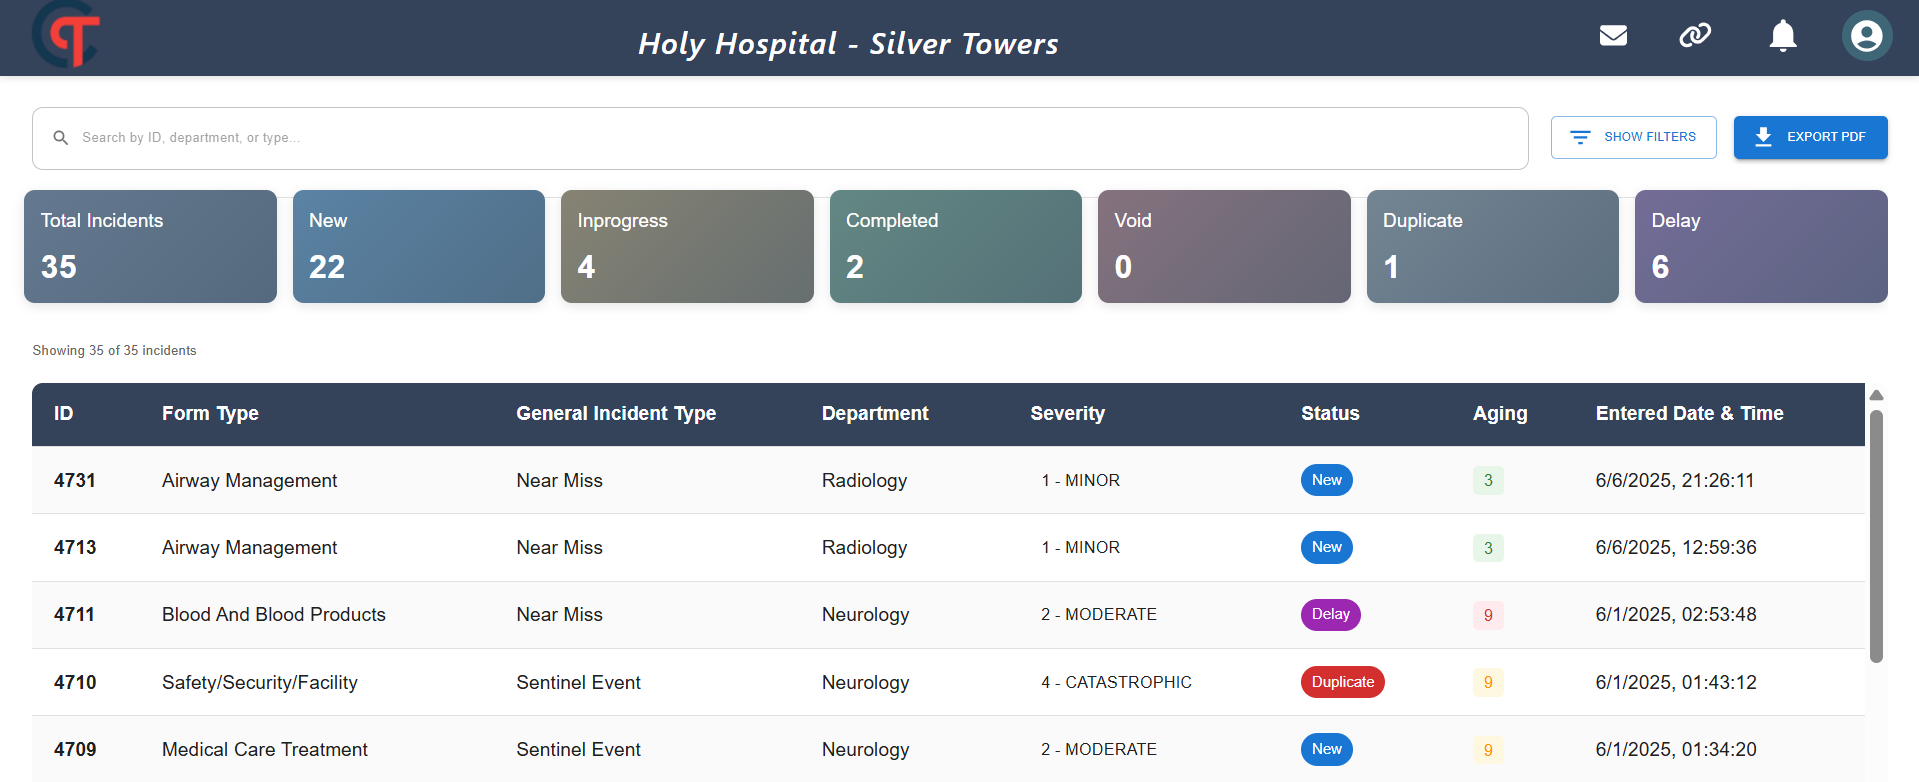 Holy Hospital - Silver Towers
Search by ID, department, or type...
SHOW FILTERS
EXPORT PDF
Total Incidents New Inprogress Completed Void Duplicate Delay
35 22 4 2 0 1 6
Showing 35 of 35 incidents
ID Form Type General Incident Type Department Severity Status Aging Entered Date & Time
4731 Airway Management Near Miss Radiology 1 - MINOR New 3 6/6/2025, 21:26:11
4713 Airway Management Near Miss Radiology 1 - MINOR New 3 6/6/2025, 12:59:36
4711 Blood And Blood Products Near Miss Neurology 2 - MODERATE Delay 9 6/1/2025, 02:53:48
4710 Safety/Security/Facility Sentinel Event Neurology 4 - CATASTROPHIC Duplicate 9 6/1/2025, 01:43:12
4709 Medical Care Treatment Sentinel Event Neurology 2 - MODERATE New 9 6/1/2025, 01:34:20